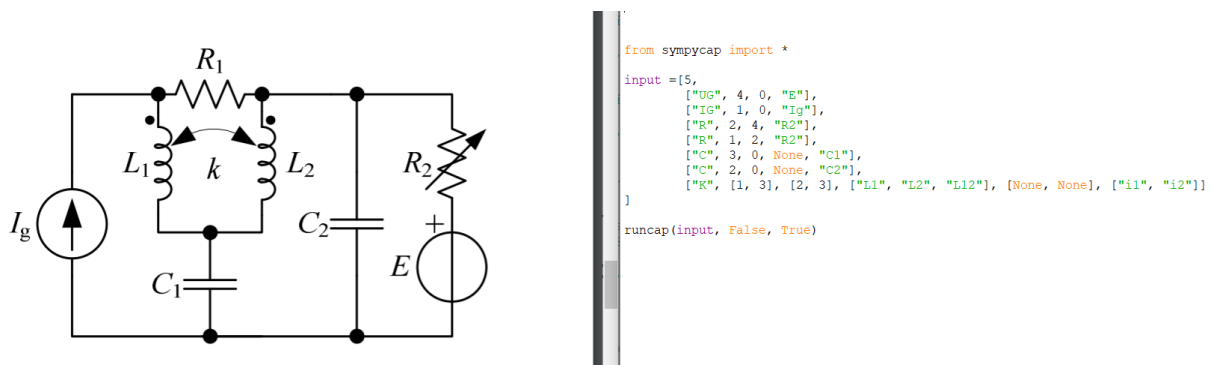 R1
L1
k
L2
R2
Ig
C2
+
E
C1
from sympycap import *
input =[5,
["UG", 4, 0, "E"],
["IG", 1, 0, "Ig"],
["R", 2, 4, "R2"],
["R", 1, 2, "R2"],
["C", 3, 0, None, "C1"],
["C", 2, 0, None, "C2"],
["K", [1, 3], [2, 3], ["L1", "L2", "L12"], [None, None], ["i1", "i2"]]
]
runcap(input, False, True)